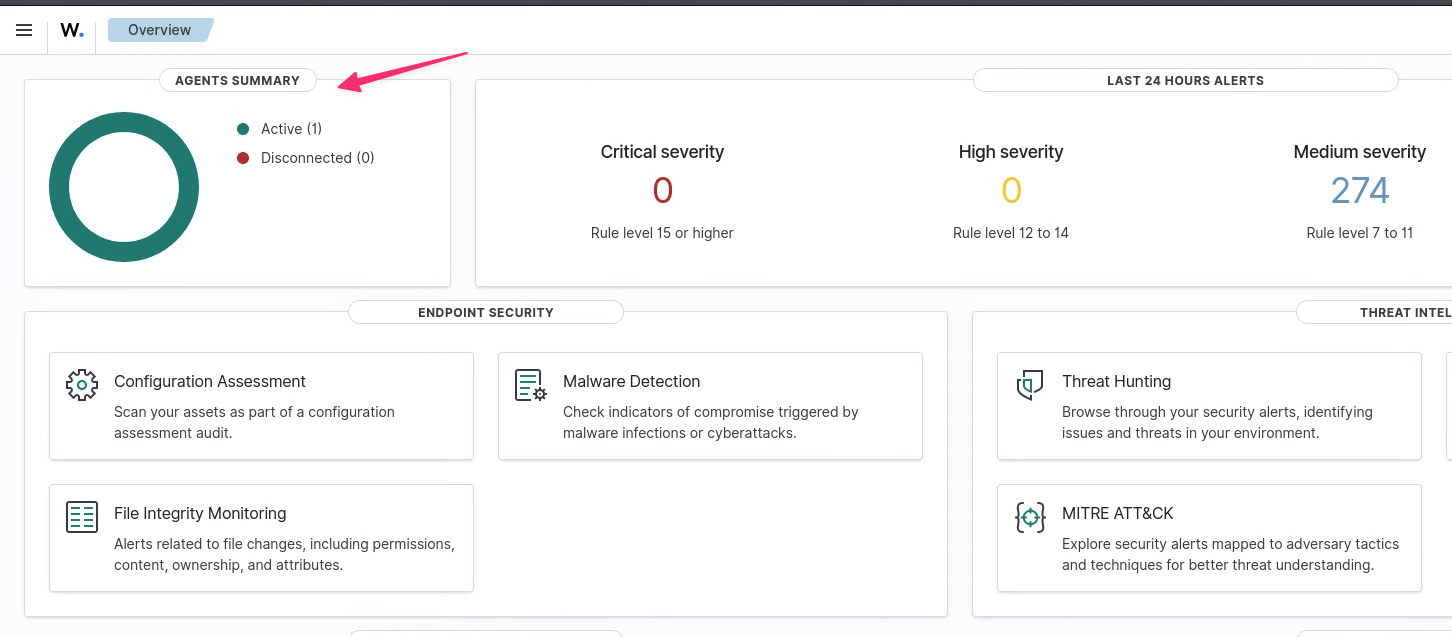 W.
Overview
AGENTS SUMMARY
Active (1)
Disconnected (0)
LAST 24 HOURS ALERTS
Critical severity
0
Rule level 15 or higher
High severity
0
Rule level 12 to 14
Medium severity
274
Rule level 7 to 11
ENDPOINT SECURITY
Configuration Assessment
Scan your assets as part of a configuration
assessment audit.
Malware Detection
Check indicators of compromise triggered by
malware infections or cyberattacks.
File Integrity Monitoring
Alerts related to file changes, including permissions,
content, ownership, and attributes.
THREAT INTEL
Threat Hunting
Browse through your security alerts, identifying
issues and threats in your environment.
MITRE ATT&CK
Explore security alerts mapped to adversary tactics
and techniques for better threat understanding.